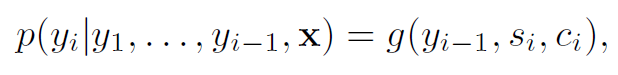 p(y_i|y_1, . . . , y_{i−1}, x) = g(y_{i−1}, s_i, c_i),